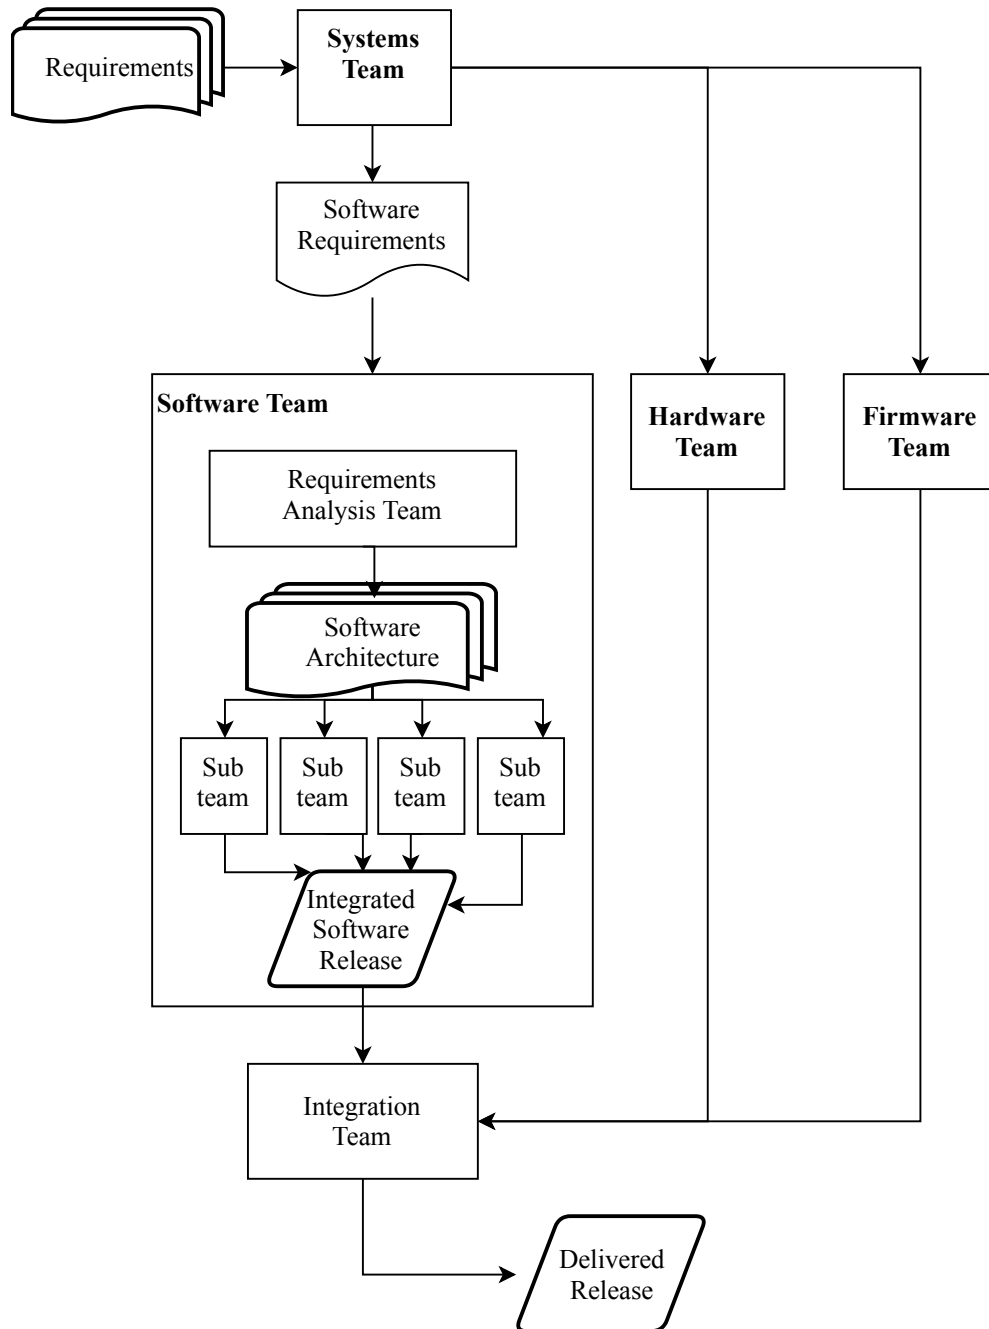 Requirements
Systems
Team
Software
Requirements
Software Team
Hardware
Team
Firmware
Team
Requirements
Analysis Team
Software
Architecture
Sub
team
Sub
team
Sub
team
Sub
team
Integrated
Software
Release
Integration
Team
Delivered
Release